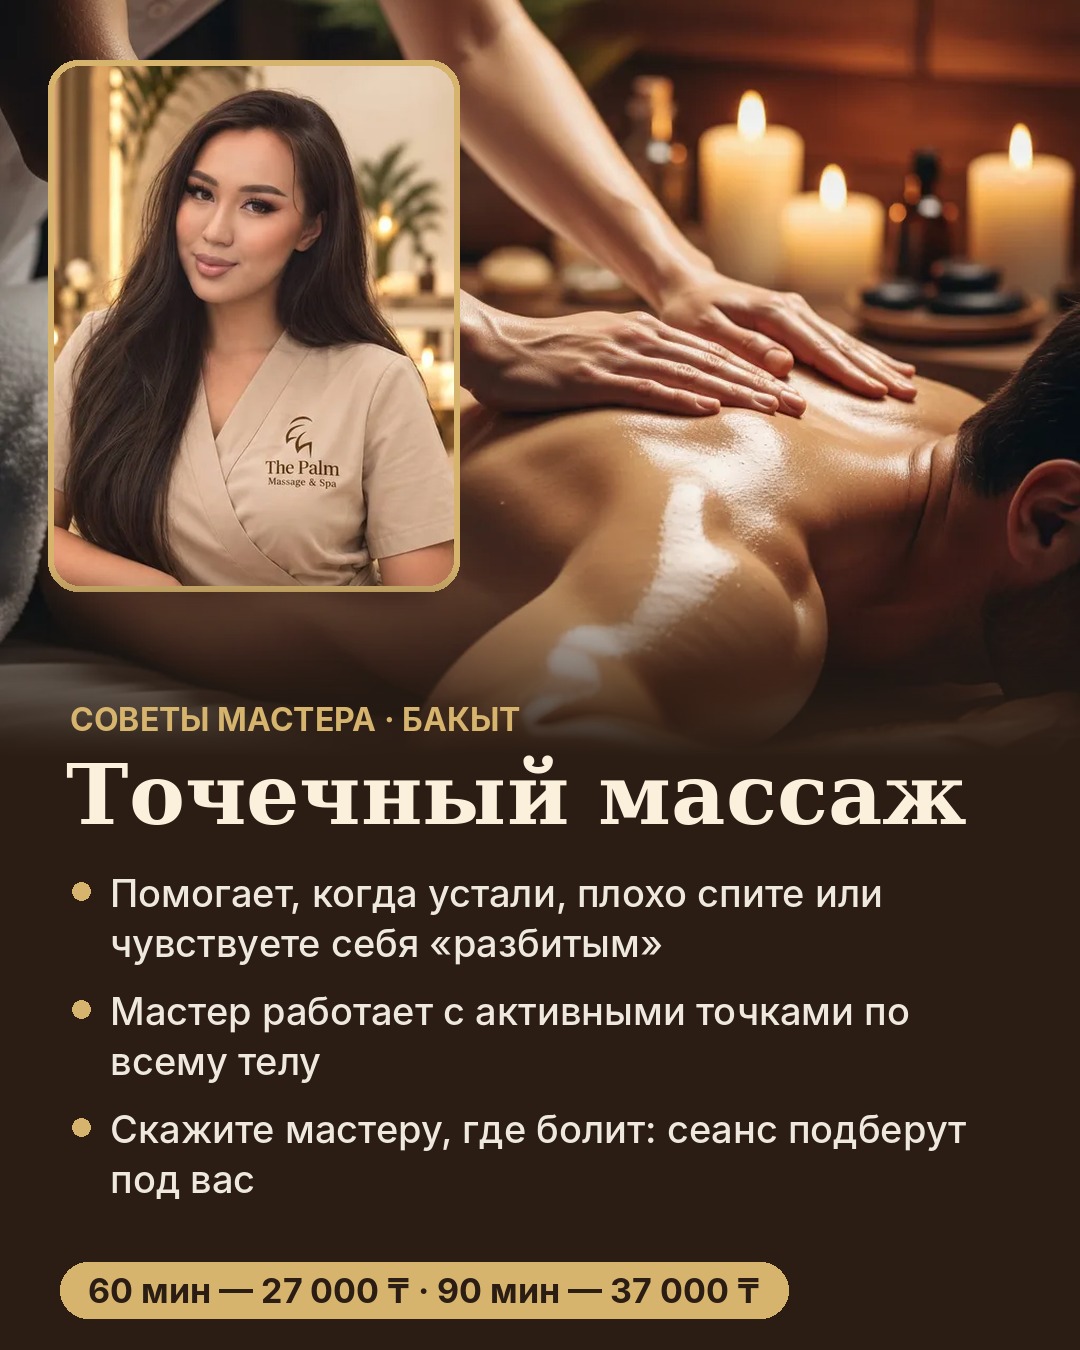 The Palm
Massage & Spa
СОВЕТЫ МАСТЕРА · БАКЫТ
Точечный массаж
Помогает, когда устали, плохо спите или
чувствуете себя «разбитым»
Мастер работает с активными точками по
всему телу
Скажите мастеру, где болит: сеанс подберут
под вас
60 мин — 27 000 ₸ · 90 мин — 37 000 ₸